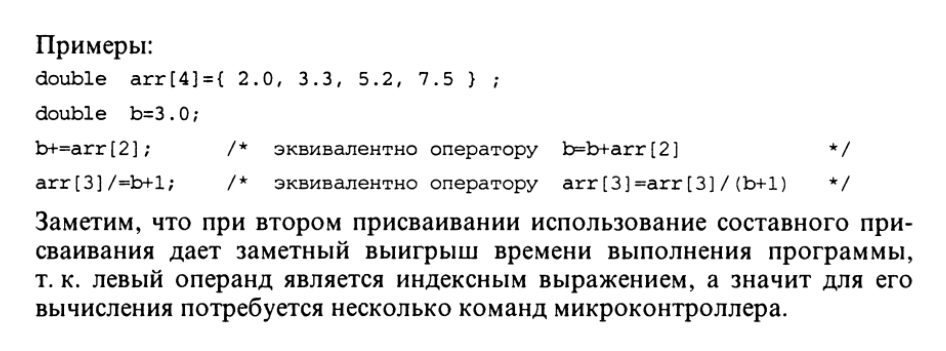 Примеры:
double arr[4]={ 2.0, 3.3, 5.2, 7.5 } ;
double b=3.0;
b+=arr[2]; /* эквивалентно оператору b=b+arr[2] */
arr[3]/=b+1; /* эквивалентно оператору arr[3]=arr[3]/(b+1) */
Заметим, что при втором присваивании использование составного при-
сваивания дает заметный выигрыш времени выполнения программы,
т. к. левый операнд является индексным выражением, а значит для его
вычисления потребуется несколько команд микроконтроллера.